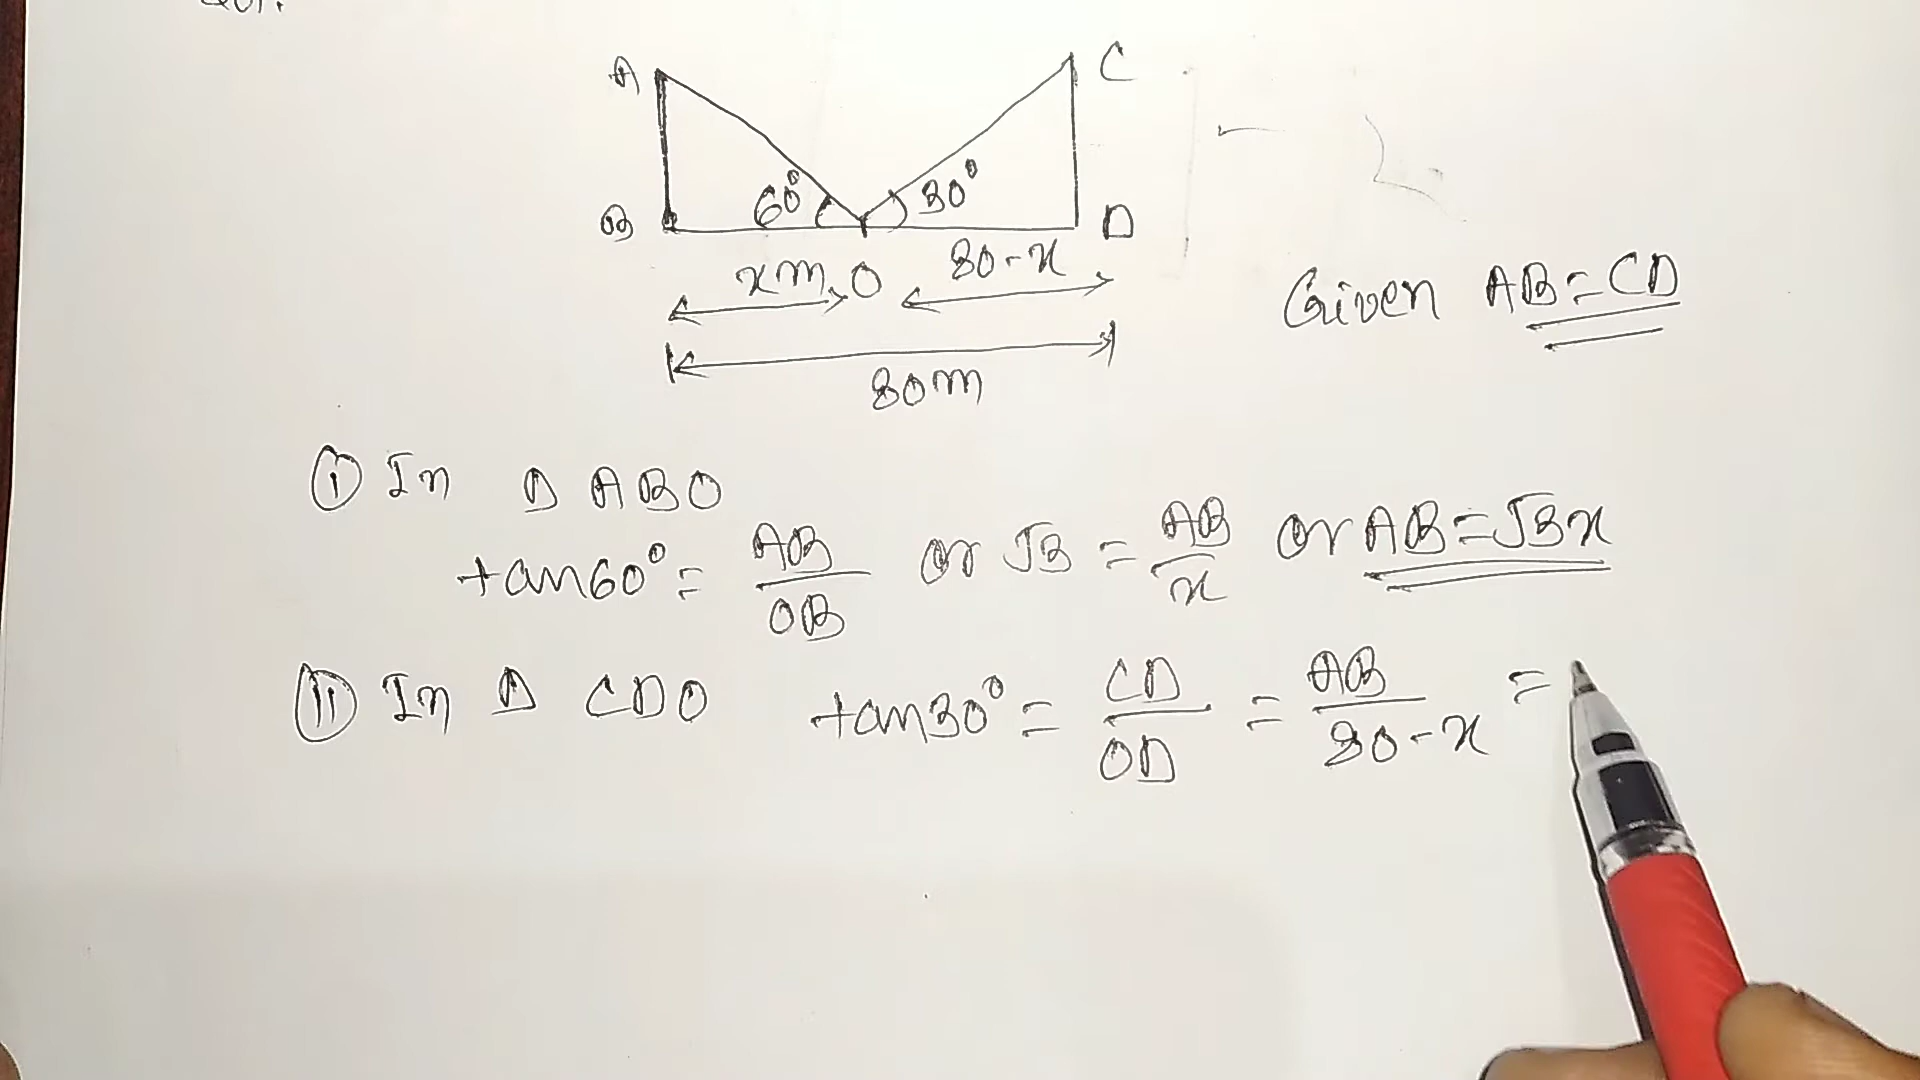 A C
60° 30°
B D
x m O 80-x
80m
Given AB=CD
(i) In Δ ABO
tan60° = AB/OB or √3 = AB/x or AB=√3x
(ii) In Δ CDO tan30° = CD/OD = AB/80-x =